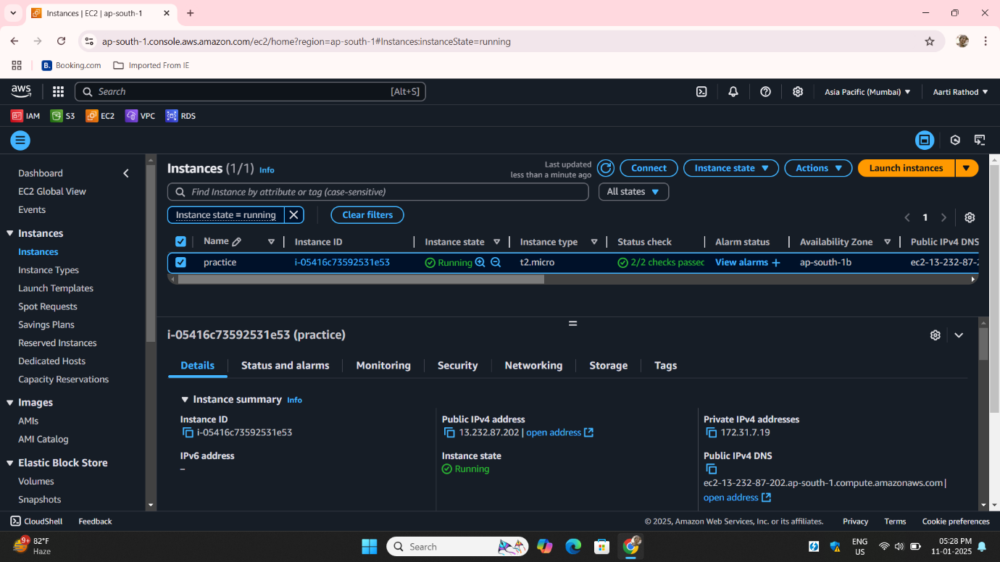 Instances | EC2 | ap-south-1
ap-south-1.console.aws.amazon.com/ec2/home?region=ap-south-1#Instances:instanceState=running
B. Booking.com Imported From IE
aws Search [Alt+S] Asia Pacific (Mumbai) Aarti Rathod
IAM S3 EC2 VPC RDS
Dashboard
EC2 Global View
Events
Instances
Instances
Instance Types
Launch Templates
Spot Requests
Savings Plans
Reserved Instances
Dedicated Hosts
Capacity Reservations
Images
AMIs
AMI Catalog
Elastic Block Store
Volumes
Snapshots
Instances (1/1) Info
Last updated
less than a minute ago
Connect Instance state Actions Launch instances
Find Instance by attribute or tag (case-sensitive) All states
Instance state = running Clear filters
1
Name Instance ID Instance state Instance type Status check Alarm status Availability Zone Public IPv4 DNS
practice i-05416c73592531e53 Running t2.micro 2/2 checks passec View alarms + ap-south-1b ec2-13-232-87-2
i-05416c73592531e53 (practice)
Details Status and alarms Monitoring Security Networking Storage Tags
Instance summary Info
Instance ID
i-05416c73592531e53
IPv6 address
–
Public IPv4 address
13.232.87.202 | open address
Instance state
Running
Private IPv4 addresses
172.31.7.19
Public IPv4 DNS
ec2-13-232-87-202.ap-south-1.compute.amazonaws.com |
open address
CloudShell Feedback © 2025, Amazon Web Services, Inc. or its affiliates. Privacy Terms Cookie preferences
9+ 82°F
Haze
Search
ENG
US
05:28 PM
11-01-2025